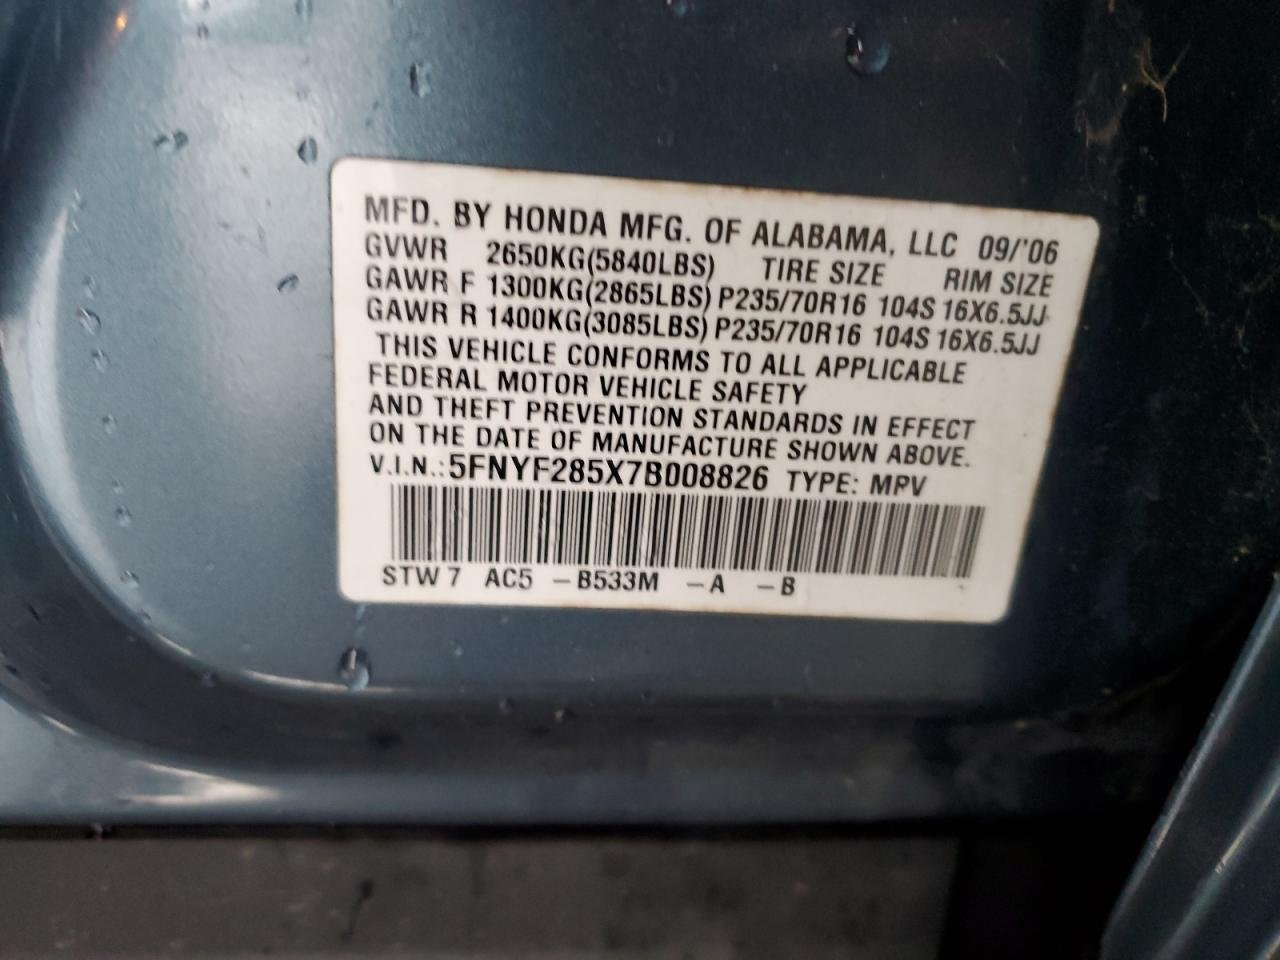 MFD. BY HONDA MFG. OF ALABAMA, LLC 09/'06
GVWR 2650KG(5840LBS) TIRE SIZE RIM SIZE
GAWR F 1300KG(2865LBS) P235/70R16 104S 16X6.5JJ
GAWR R 1400KG(3085LBS) P235/70R16 104S 16X6.5JJ
THIS VEHICLE CONFORMS TO ALL APPLICABLE
FEDERAL MOTOR VEHICLE SAFETY
AND THEFT PREVENTION STANDARDS IN EFFECT
ON THE DATE OF MANUFACTURE SHOWN ABOVE.
V.I.N.: 5FNYF285X7B008826 TYPE: MPV
STW 7 AC5 -B533M -A -B